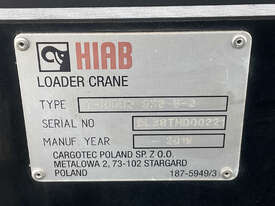 HIAB
LOADER CRANE
TYPE
SERIAL NO
MANUF YEAR - 2019
CARGOTEC POLAND SP. Z O.O.
METALOWA 2, 73-102 STARGARD
POLAND 187-5949/3